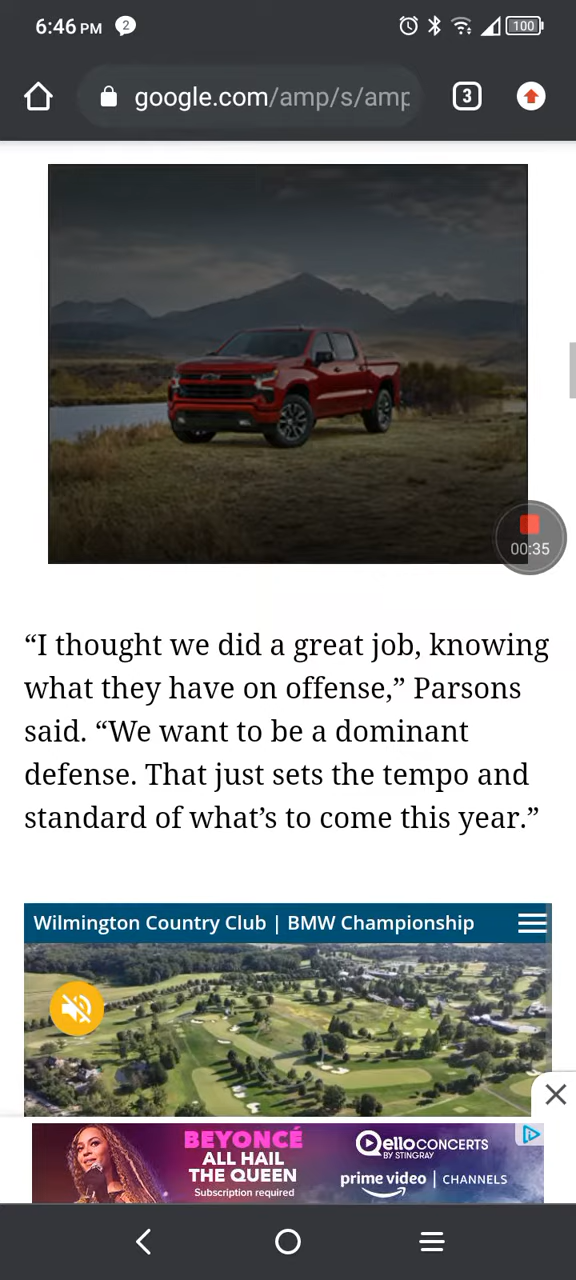 6:46 PM 2 100
google.com/amp/s/amp 3
00:35
“I thought we did a great job, knowing
what they have on offense,” Parsons
said. “We want to be a dominant
defense. That just sets the tempo and
standard of what’s to come this year.”
Wilmington Country Club | BMW Championship
BEYONCÉ
ALL HAIL
THE QUEEN
Subscription required
QelloCONCERTS
BY STINGRAY
prime video | CHANNELS